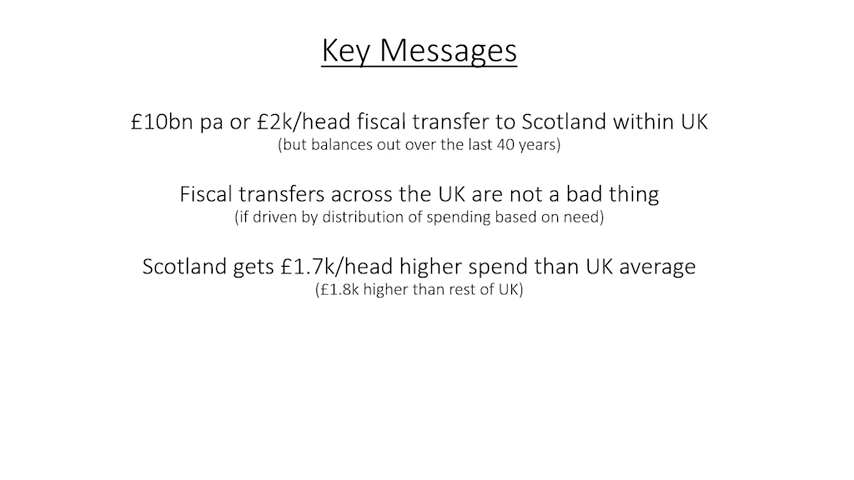 Key Messages
£10bn pa or £2k/head fiscal transfer to Scotland within UK
(but balances out over the last 40 years)
Fiscal transfers across the UK are not a bad thing
(if driven by distribution of spending based on need)
Scotland gets £1.7k/head higher spend than UK average
(£1.8k higher than rest of UK)